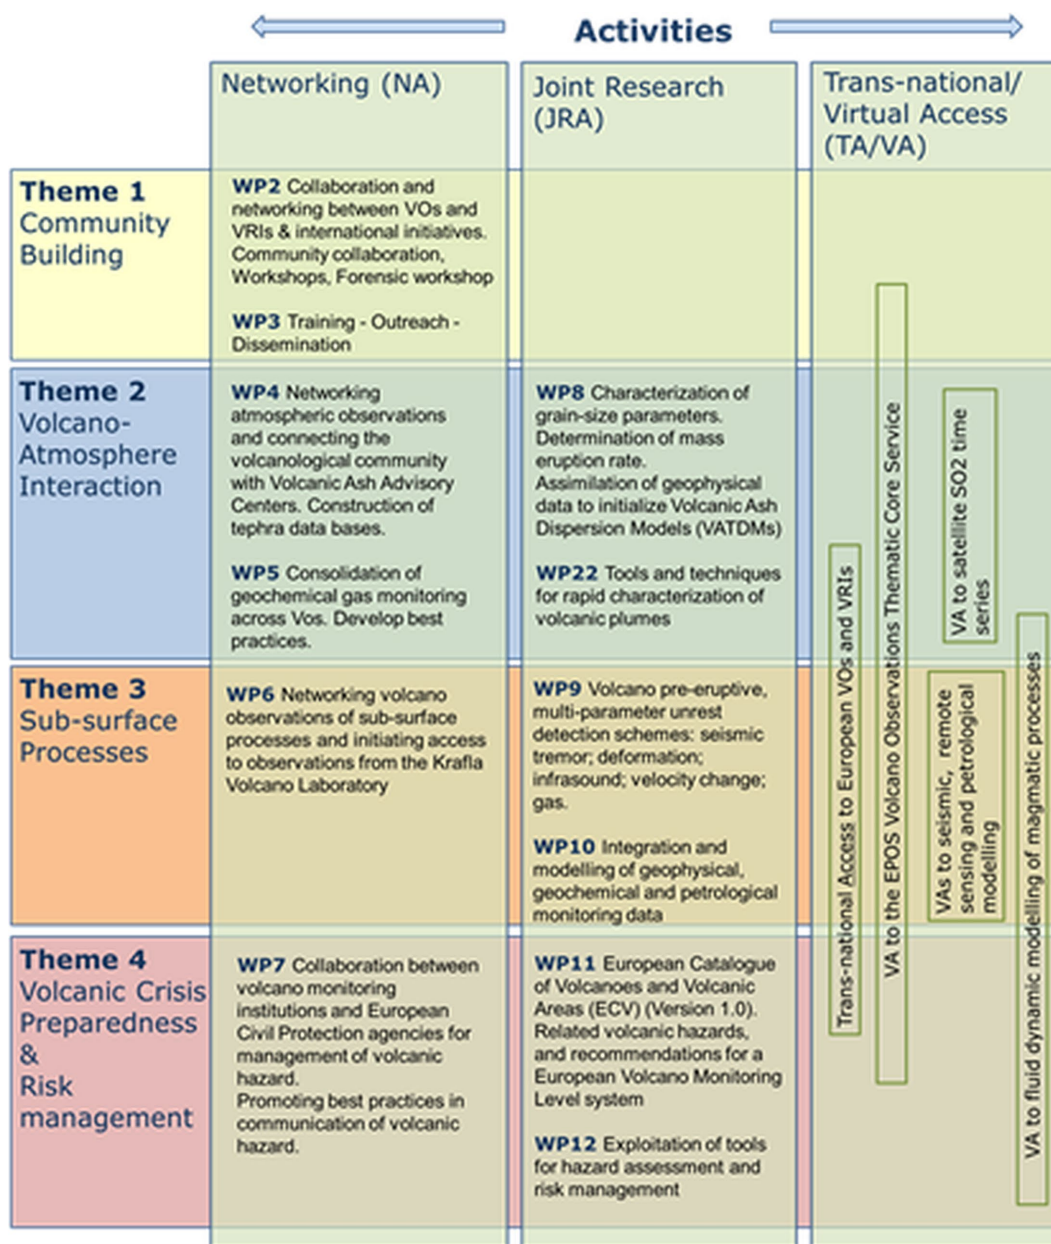 Activities
Networking (NA)
Joint Research
(JRA)
Trans-national/
Virtual Access
(TA/VA)
Theme 1
Community
Building
WP2 Collaboration and
networking between VOs and
VRIs & international initiatives.
Community collaboration,
Workshops, Forensic workshop
WP3 Training - Outreach -
Dissemination
Theme 2
Volcano-
Atmosphere
Interaction
WP4 Networking
atmospheric observations
and connecting the
volcanological community
with Volcanic Ash Advisory
Centers. Construction of
tephra data bases.
WP5 Consolidation of
geochemical gas monitoring
across Vos. Develop best
practices.
WP8 Characterization of
grain-size parameters.
Determination of mass
eruption rate.
Assimilation of geophysical
data to initialize Volcanic Ash
Dispersion Models (VATDMs)
WP22 Tools and techniques
for rapid characterization of
volcanic plumes
Theme 3
Sub-surface
Processes
WP6 Networking volcano
observations of sub-surface
processes and initiating access
to observations from the Krafla
Volcano Laboratory
WP9 Volcano pre-eruptive,
multi-parameter unrest
detection schemes: seismic
tremor; deformation;
infrasound; velocity change;
gas.
WP10 Integration and
modelling of geophysical,
geochemical and petrological
monitoring data
Theme 4
Volcanic Crisis
Preparedness
&
Risk
management
WP7 Collaboration between
volcano monitoring
institutions and European
Civil Protection agencies for
management of volcanic
hazard.
Promoting best practices in
communication of volcanic
hazard.
WP11 European Catalogue
of Volcanoes and Volcanic
Areas (ECV) (Version 1.0).
Related volcanic hazards,
and recommendations for a
European Volcano Monitoring
Level system
WP12 Exploitation of tools
for hazard assessment and
risk management
Trans-national Access to European VOs and VRIs
VA to the EPOS Volcano Observations Thematic Core Service
VA to satellite SO2 time
series
VAs to seismic, remote
sensing and petrological
modelling
VA to fluid dynamic modelling of magmatic processes